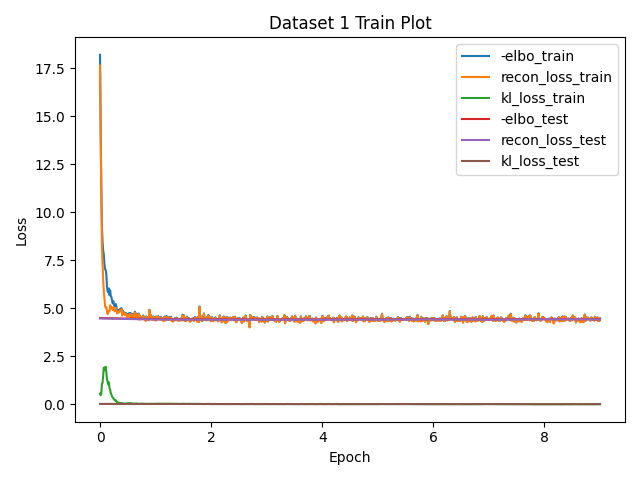 Dataset 1 Train Plot
-elbo_train
recon_loss_train
kl_loss_train
-elbo_test
recon_loss_test
kl_loss_test
17.5
15.0
12.5
10.0
7.5
5.0
2.5
0.0
Loss
0 2 4 6 8
Epoch